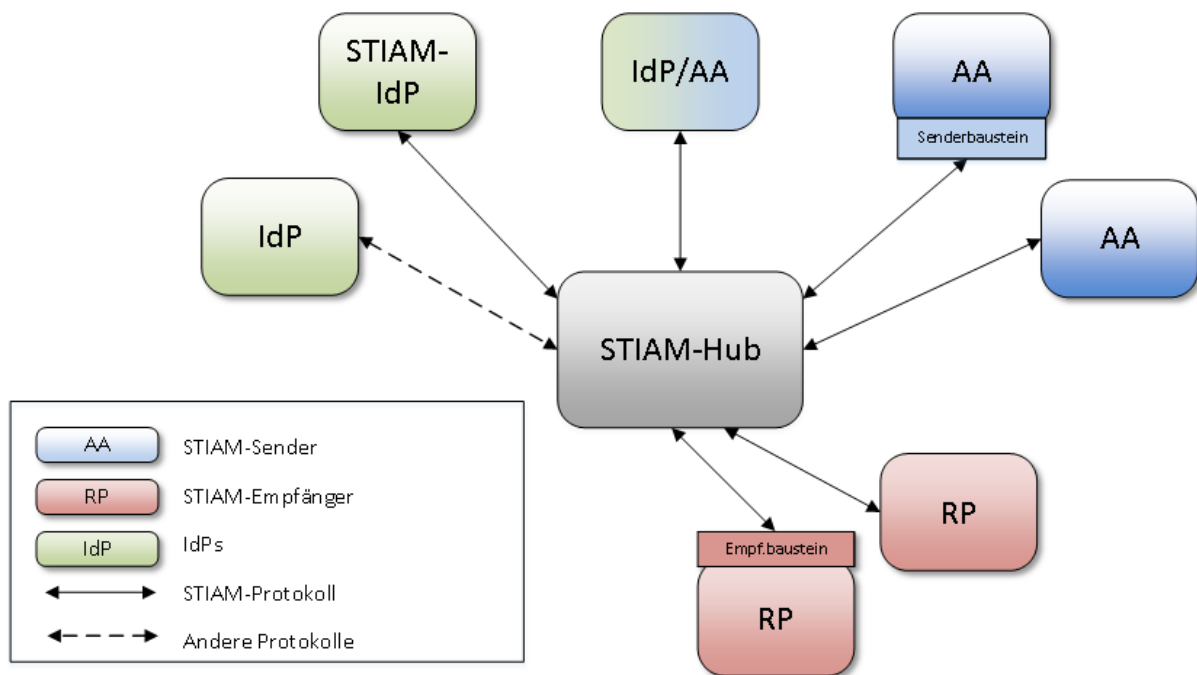 STIAM-
IdP
IdP/AA
AA
Senderbaustein
IdP
AA
STIAM-Hub
AA STIAM-Sender
RP STIAM-Empfänger
IdP IdPs
STIAM-Protokoll
Andere Protokolle
RP
Empf.baustein
RP